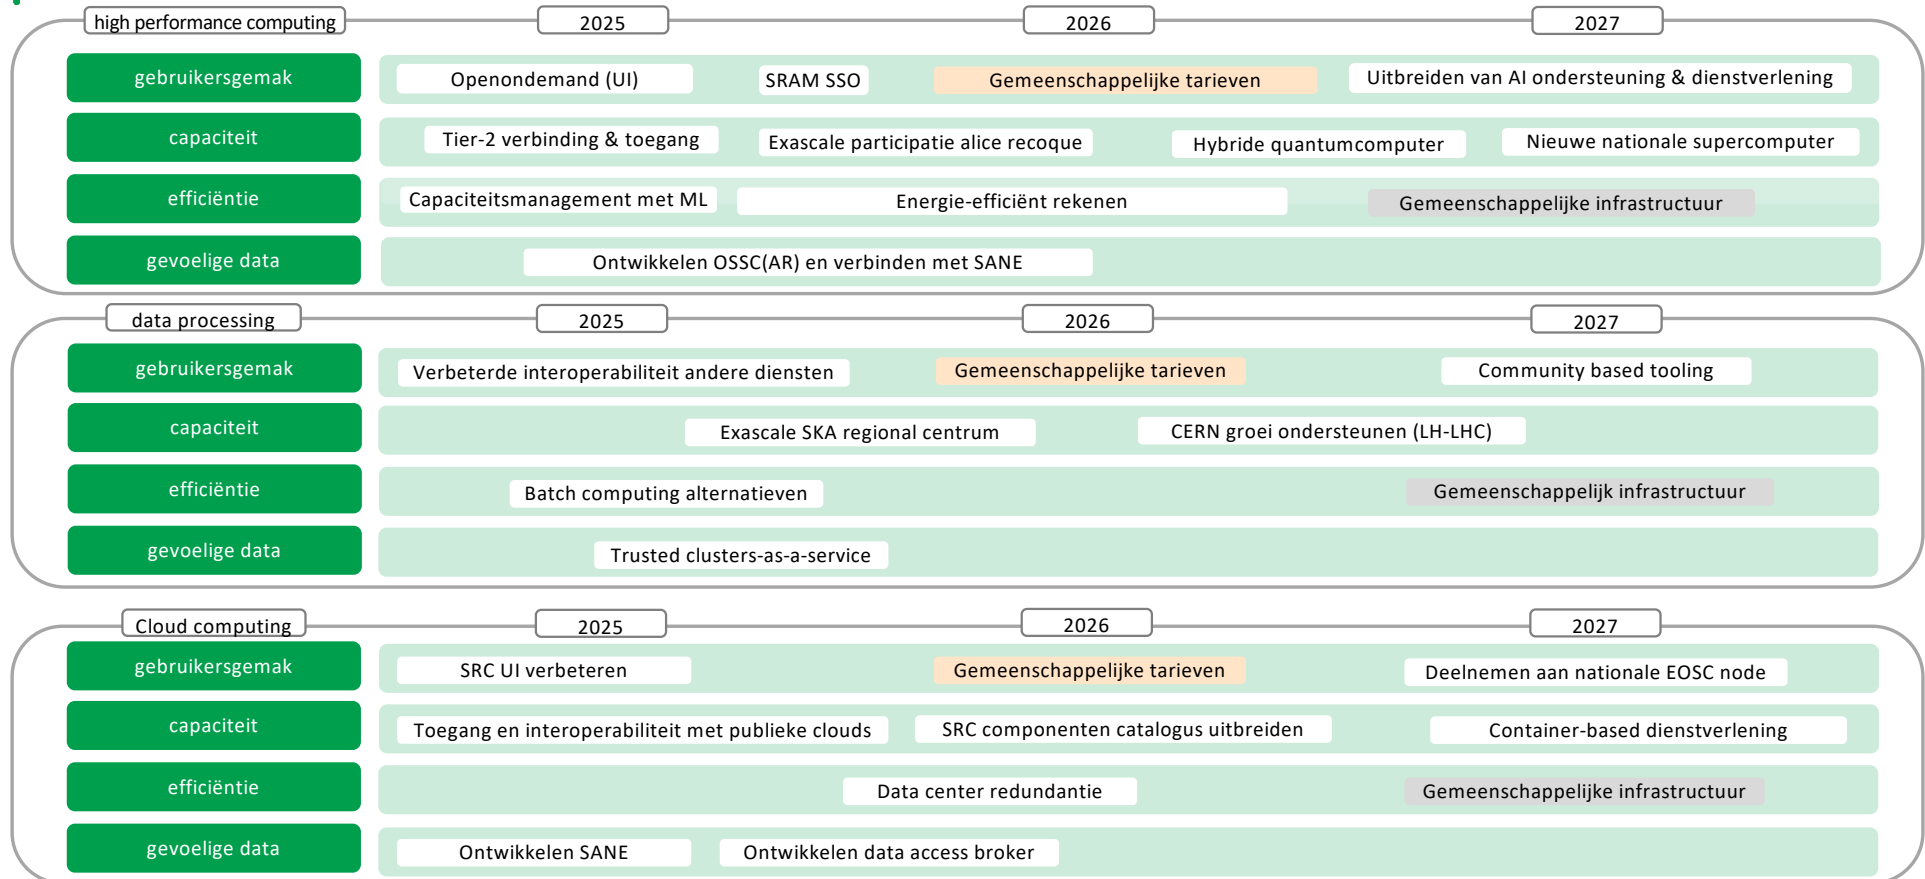 high performance computing 2025 2026 2027
gebruikersgemak Openondemand (UI) SRAM SSO Gemeenschappelijke tarieven Uitbreiden van AI ondersteuning & dienstverlening
capaciteit Tier-2 verbinding & toegang Exascale participatie alice recoque Hybride quantumcomputer Nieuwe nationale supercomputer
efficiëntie Capaciteitsmanagement met ML Energie-efficiënt rekenen Gemeenschappelijke infrastructuur
gevoelige data Ontwikkelen OSSC(AR) en verbinden met SANE
data processing 2025 2026 2027
gebruikersgemak Verbeterde interoperabiliteit andere diensten Gemeenschappelijke tarieven Community based tooling
capaciteit Exascale SKA regional centrum CERN groei ondersteunen (LH-LHC)
efficiëntie Batch computing alternatieven Gemeenschappelijk infrastructuur
gevoelige data Trusted clusters-as-a-service
Cloud computing 2025 2026 2027
gebruikersgemak SRC UI verbeteren Gemeenschappelijke tarieven Deelnemen aan nationale EOSC node
capaciteit Toegang en interoperabiliteit met publieke clouds SRC componenten catalogus uitbreiden Container-based dienstverlening
efficiëntie Data center redundantie Gemeenschappelijke infrastructuur
gevoelige data Ontwikkelen SANE Ontwikkelen data access broker